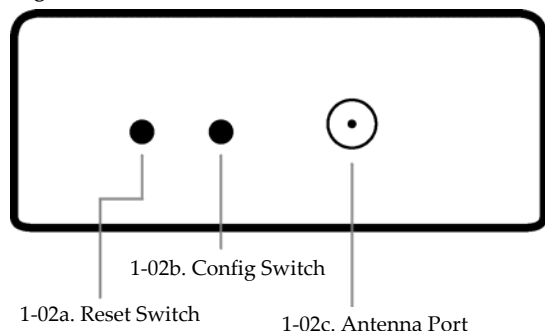 1-02b. Config Switch
1-02a. Reset Switch
1-02c. Antenna Port